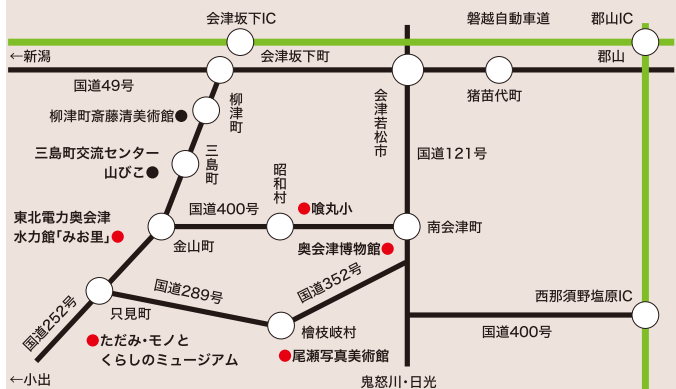 会津坂下IC
磐越自動車道
郡山IC
←新潟
会津坂下町
郡山
国道49号
猪苗代町
柳津町斎藤清美術館
柳津町
会津若松市
三島町交流センター
山びこ
三島町
国道121号
昭和村
国道400号
喰丸小
東北電力奥会津
水力館「みお里」
金山町
南会津町
奥会津博物館
国道352号
国道289号
西那須野塩原IC
国道252号
只見町
檜枝岐村
国道400号
ただみ・モノと
くらしのミュージアム
尾瀬写真美術館
←小出
鬼怒川・日光